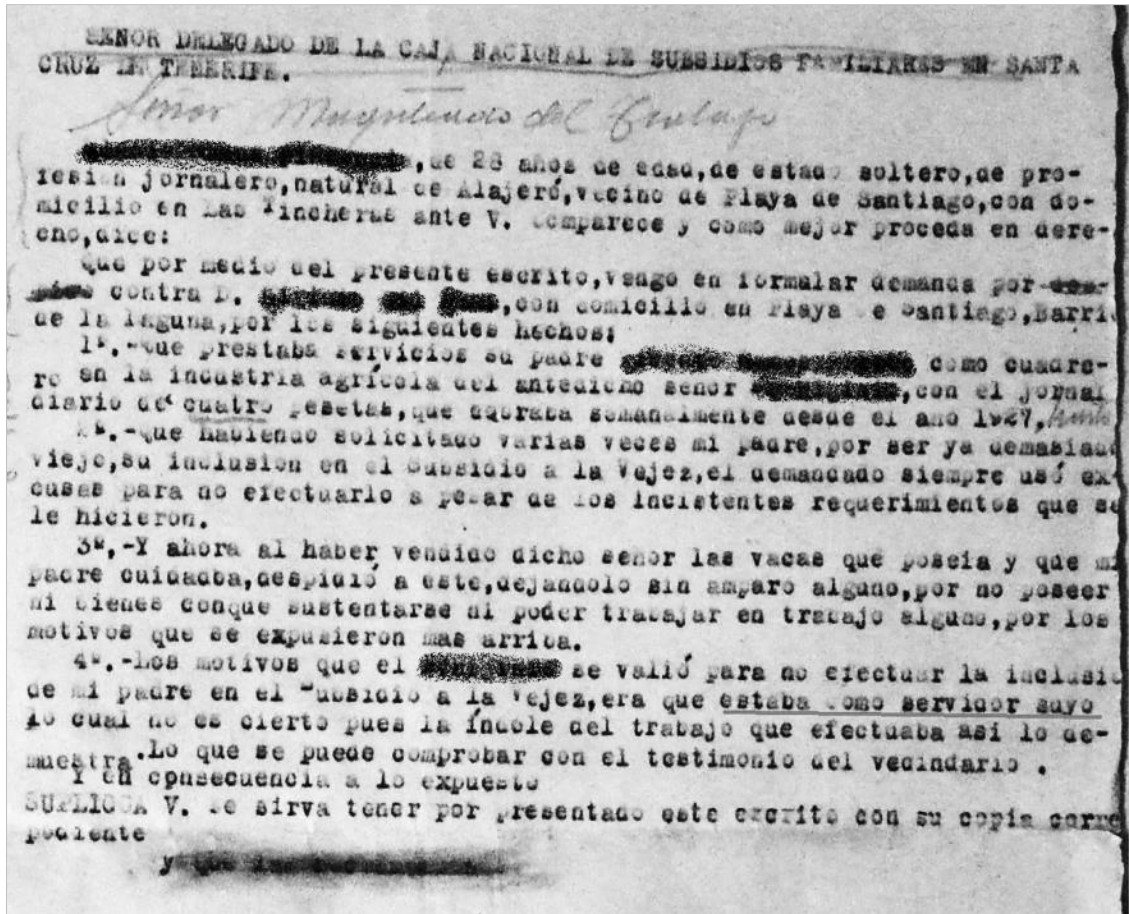 SEÑOR DELEGADO DE LA CAJA NACIONAL DE SUBSIDIOS FAMILIARES EN SANTA
CRUZ DE TENERIFE.
Señor Magistrado del Trabajo
,de 28 años de edad,de estado soltero,de pro-
fesión jornalero,natural de Alajeró,vecino de Playa de Santiago,con do-
micilio en Las Trincheras ante V. comparece y como mejor proceda en dere-
cho,dice:
Que por medio del presente escrito,vengo en formalar demanda por
contra D. ,con domicilio en Playa de Santiago,Barrio
de la laguna,por los siguientes hechos:
1º.-Que prestaba servicios su padre como cuadre-
ro en la industria agrícola del antedicho señor ,con el jornal
diario de cuatro pesetas,que cobraba semanalmente desde el año 1927,
2º.-Que habiendo solicitado varias veces mi padre,por ser ya demasiado
viejo,su inclusión en el Subsidio a la Vejez,el demandado siempre usó ex-
cusas para no efectuarlo a pesar de los incistentes requerimientos que se
le hicieron.
3º,-Y ahora al haber vendido dicho señor las vacas que poseia y que mi
padre cuidaba,despidió a este,dejandolo sin amparo alguno,por no poseer
ni bienes conque sustentarse ni poder trabajar en trabajo alguno,por los
motivos que se expusieron mas arriba.
4º.-Los motivos que el se valió para no efectuar la inclusió
de mi padre en el Subsidio a la Vejez,era que estaba como servidor suyo
lo cual no es cierto pues la índole del trabajo que efectuaba asi lo de-
muestra.Lo que se puede comprobar con el testimonio del vecindario .
Y en cpnsecuencia a lo expuesto
SUPLICOA V. se sirva tener por presentado este escrito con su copia corre
pediente
y